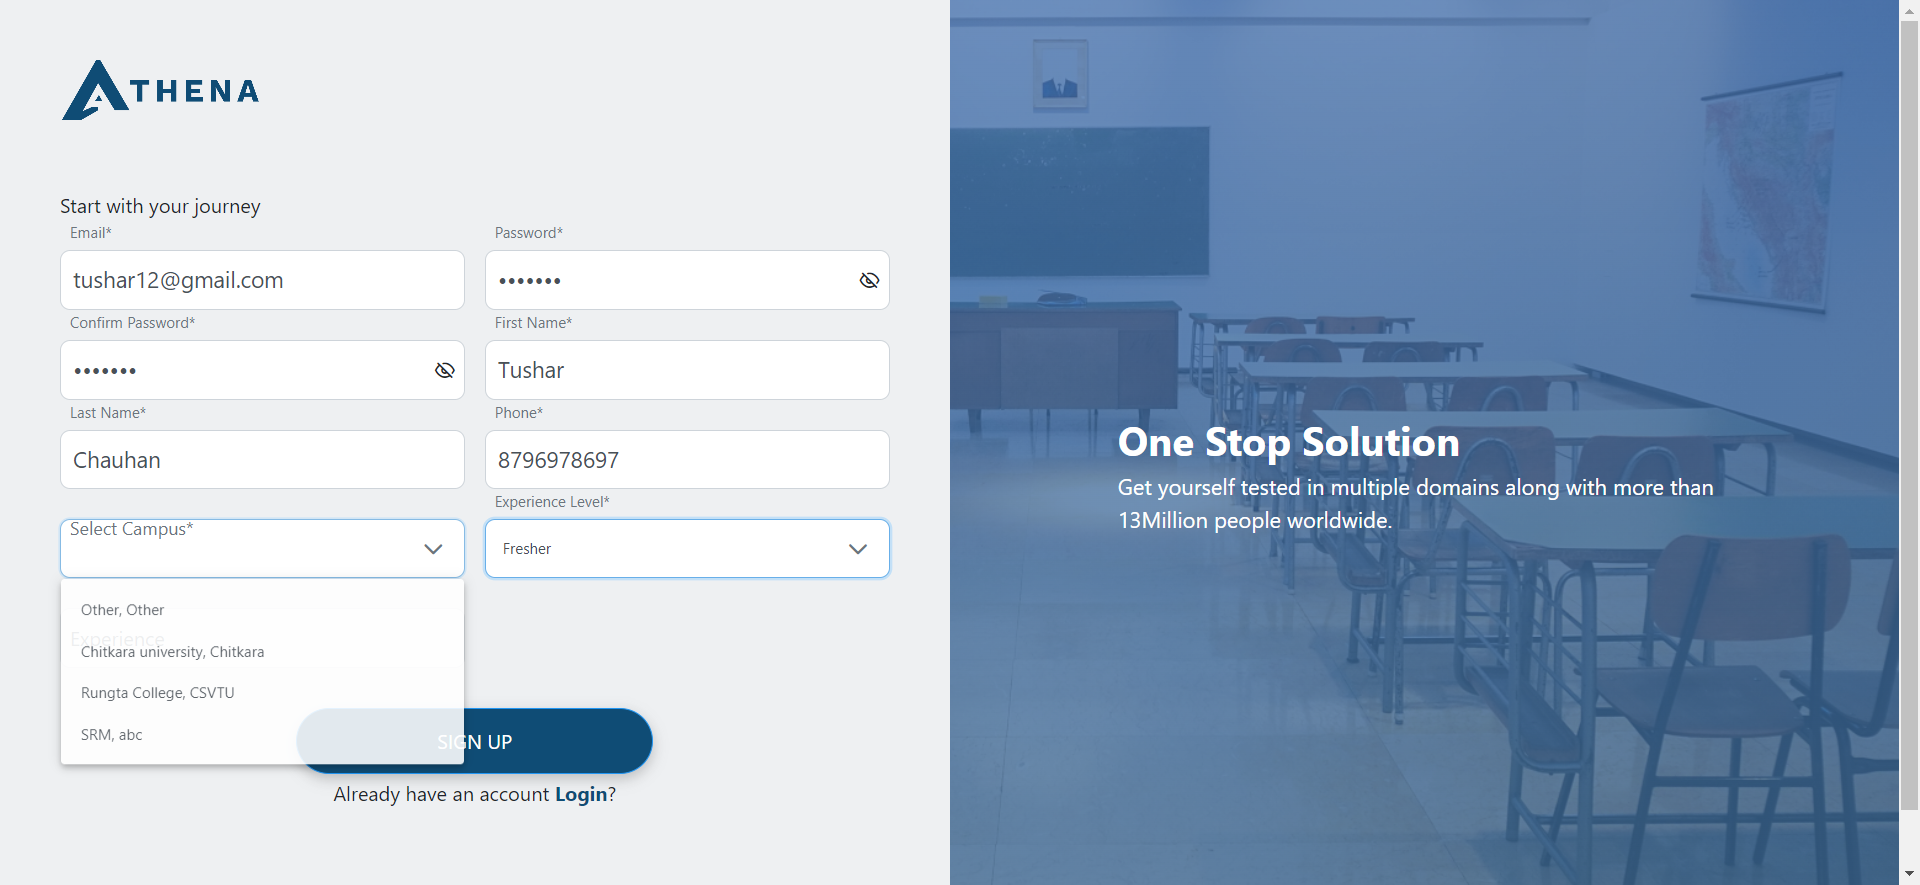 ATHENA
Start with your journey
Email*
Password*
tushar12@gmail.com
•••••••
Confirm Password*
First Name*
•••••••
Tushar
Last Name*
Phone*
Chauhan
8796978697
Select Campus*
Experience Level*
Fresher
Other, Other
Experience
Chitkara university, Chitkara
Rungta College, CSVTU
SRM, abc
SIGN UP
Already have an account Login?
One Stop Solution
Get yourself tested in multiple domains along with more than
13Million people worldwide.